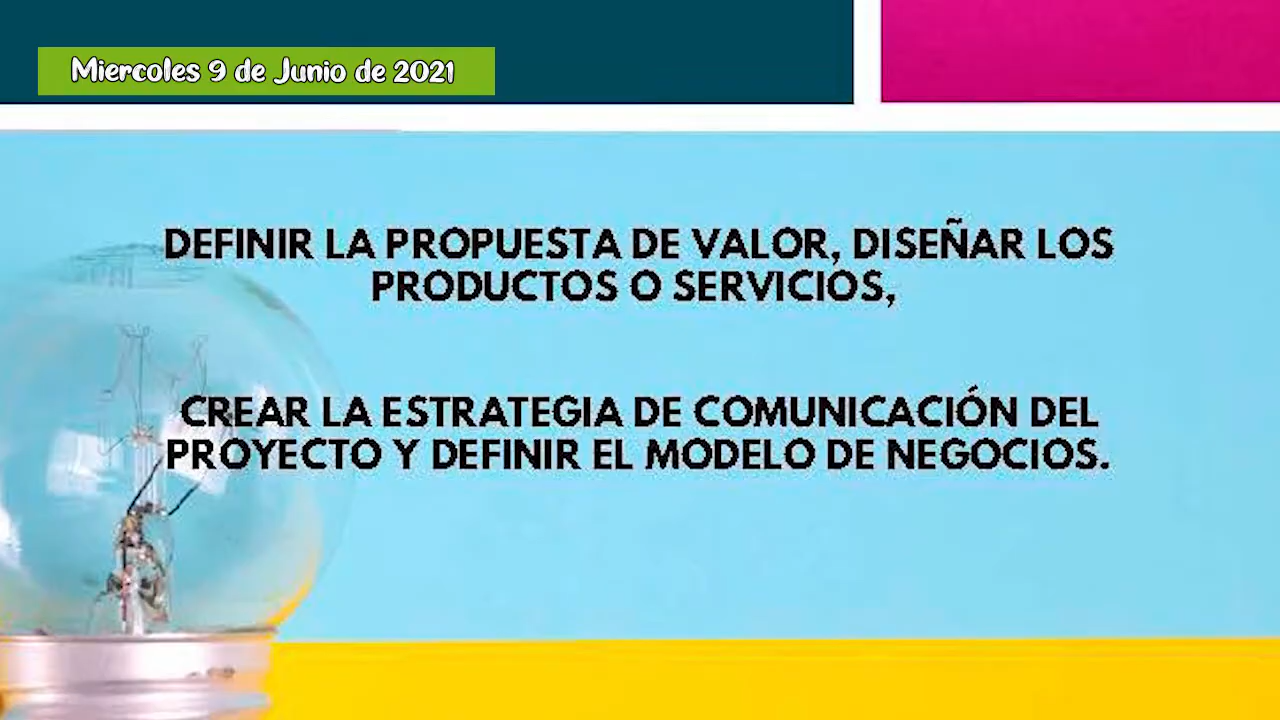 Miercoles 9 de Junio de 2021
DEFINIR LA PROPUESTA DE VALOR, DISEÑAR LOS
PRODUCTOS O SERVICIOS,
CREAR LA ESTRATEGIA DE COMUNICACIÓN DEL
PROYECTO Y DEFINIR EL MODELO DE NEGOCIOS.